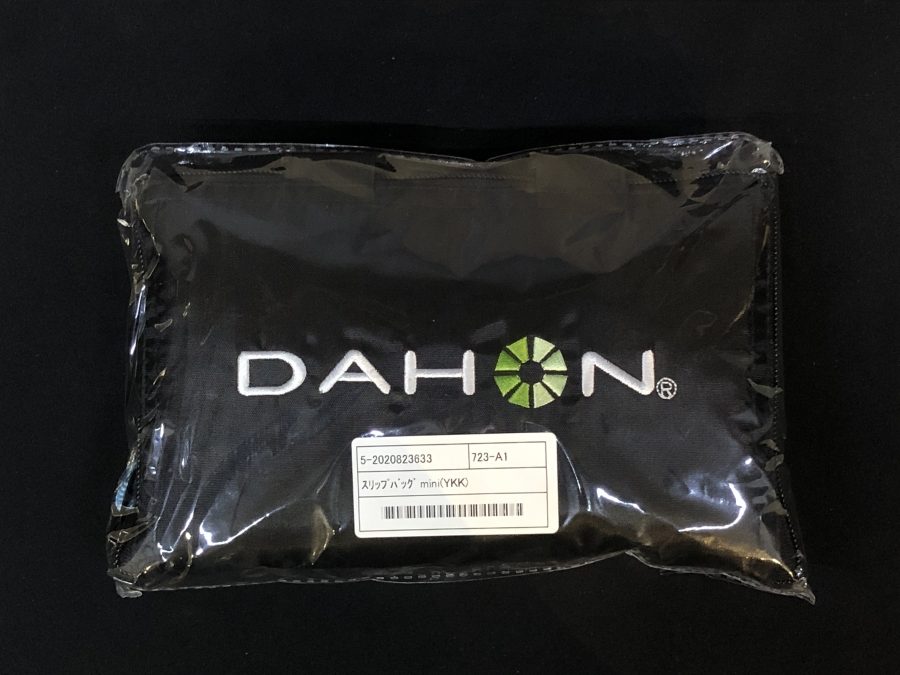 DAHON®
5-2020823633 723-A1
ｽﾘｯﾌﾟﾊﾞｯｸﾞ mini(YKK)